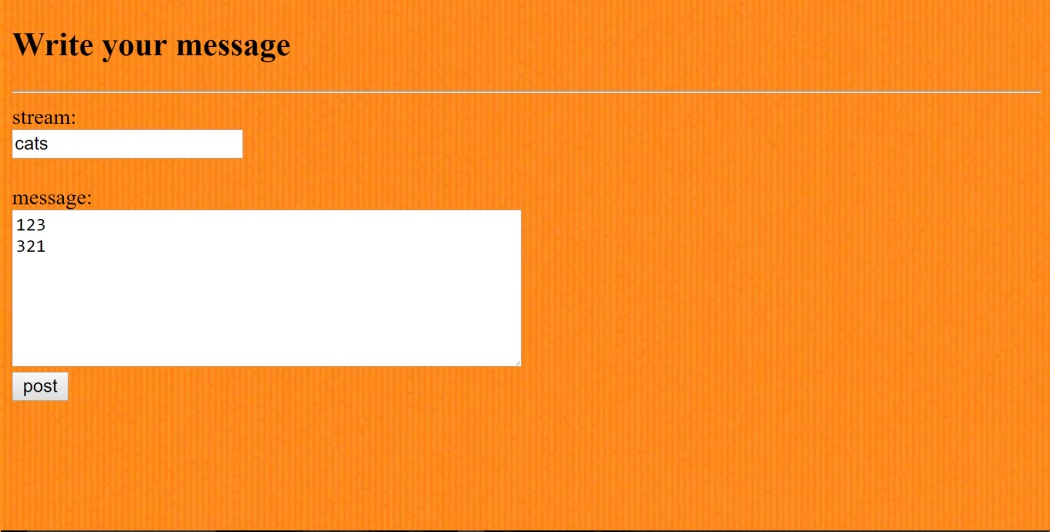 Write your message
stream:
cats
message:
123
321
post